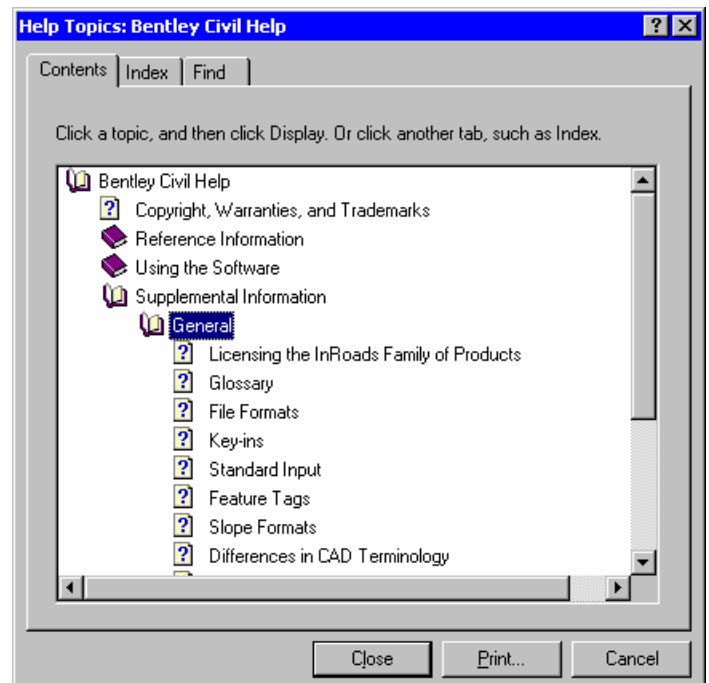 Help Topics: Bentley Civil Help
Contents Index Find
Click a topic, and then click Display. Or click another tab, such as Index.
Bentley Civil Help
Copyright, Warranties, and Trademarks
Reference Information
Using the Software
Supplemental Information
General
Licensing the InRoads Family of Products
Glossary
File Formats
Key-ins
Standard Input
Feature Tags
Slope Formats
Differences in CAD Terminology
Close Print... Cancel